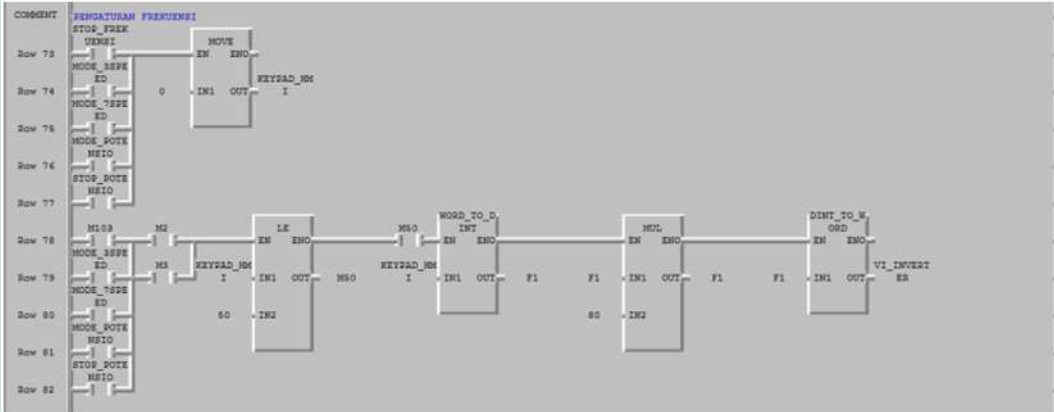 COMMENT PENGATURAN FREKUENSI
STOP_FREK
Row 73 UENSI MOVE
EN ENO
MODE_3SPE
Row 74 ED 0 IN1 OUT KEYPAD_HM
I
MODE_7SPE
Row 75 ED
MODE_POTE
Row 76 NSIO
STOP_POTE
Row 77 NSIO
WORD_TO_D DINT_TO_W
Row 78 M103 M2 LE M50 INT MUL ORD
EN ENO EN ENO EN ENO EN ENO
MODE_3SPE KEYPAD_HM KEYPAD_HM VI_INVERT
Row 79 ED M3 I IN1 OUT M50 I IN1 OUT F1 F1 IN1 OUT F1 F1 IN1 OUT ER
MODE_7SPE
Row 80 ED 50 IN2 80 IN2
MODE_POTE
Row 81 NSIO
STOP_POTE
Row 82 NSIO